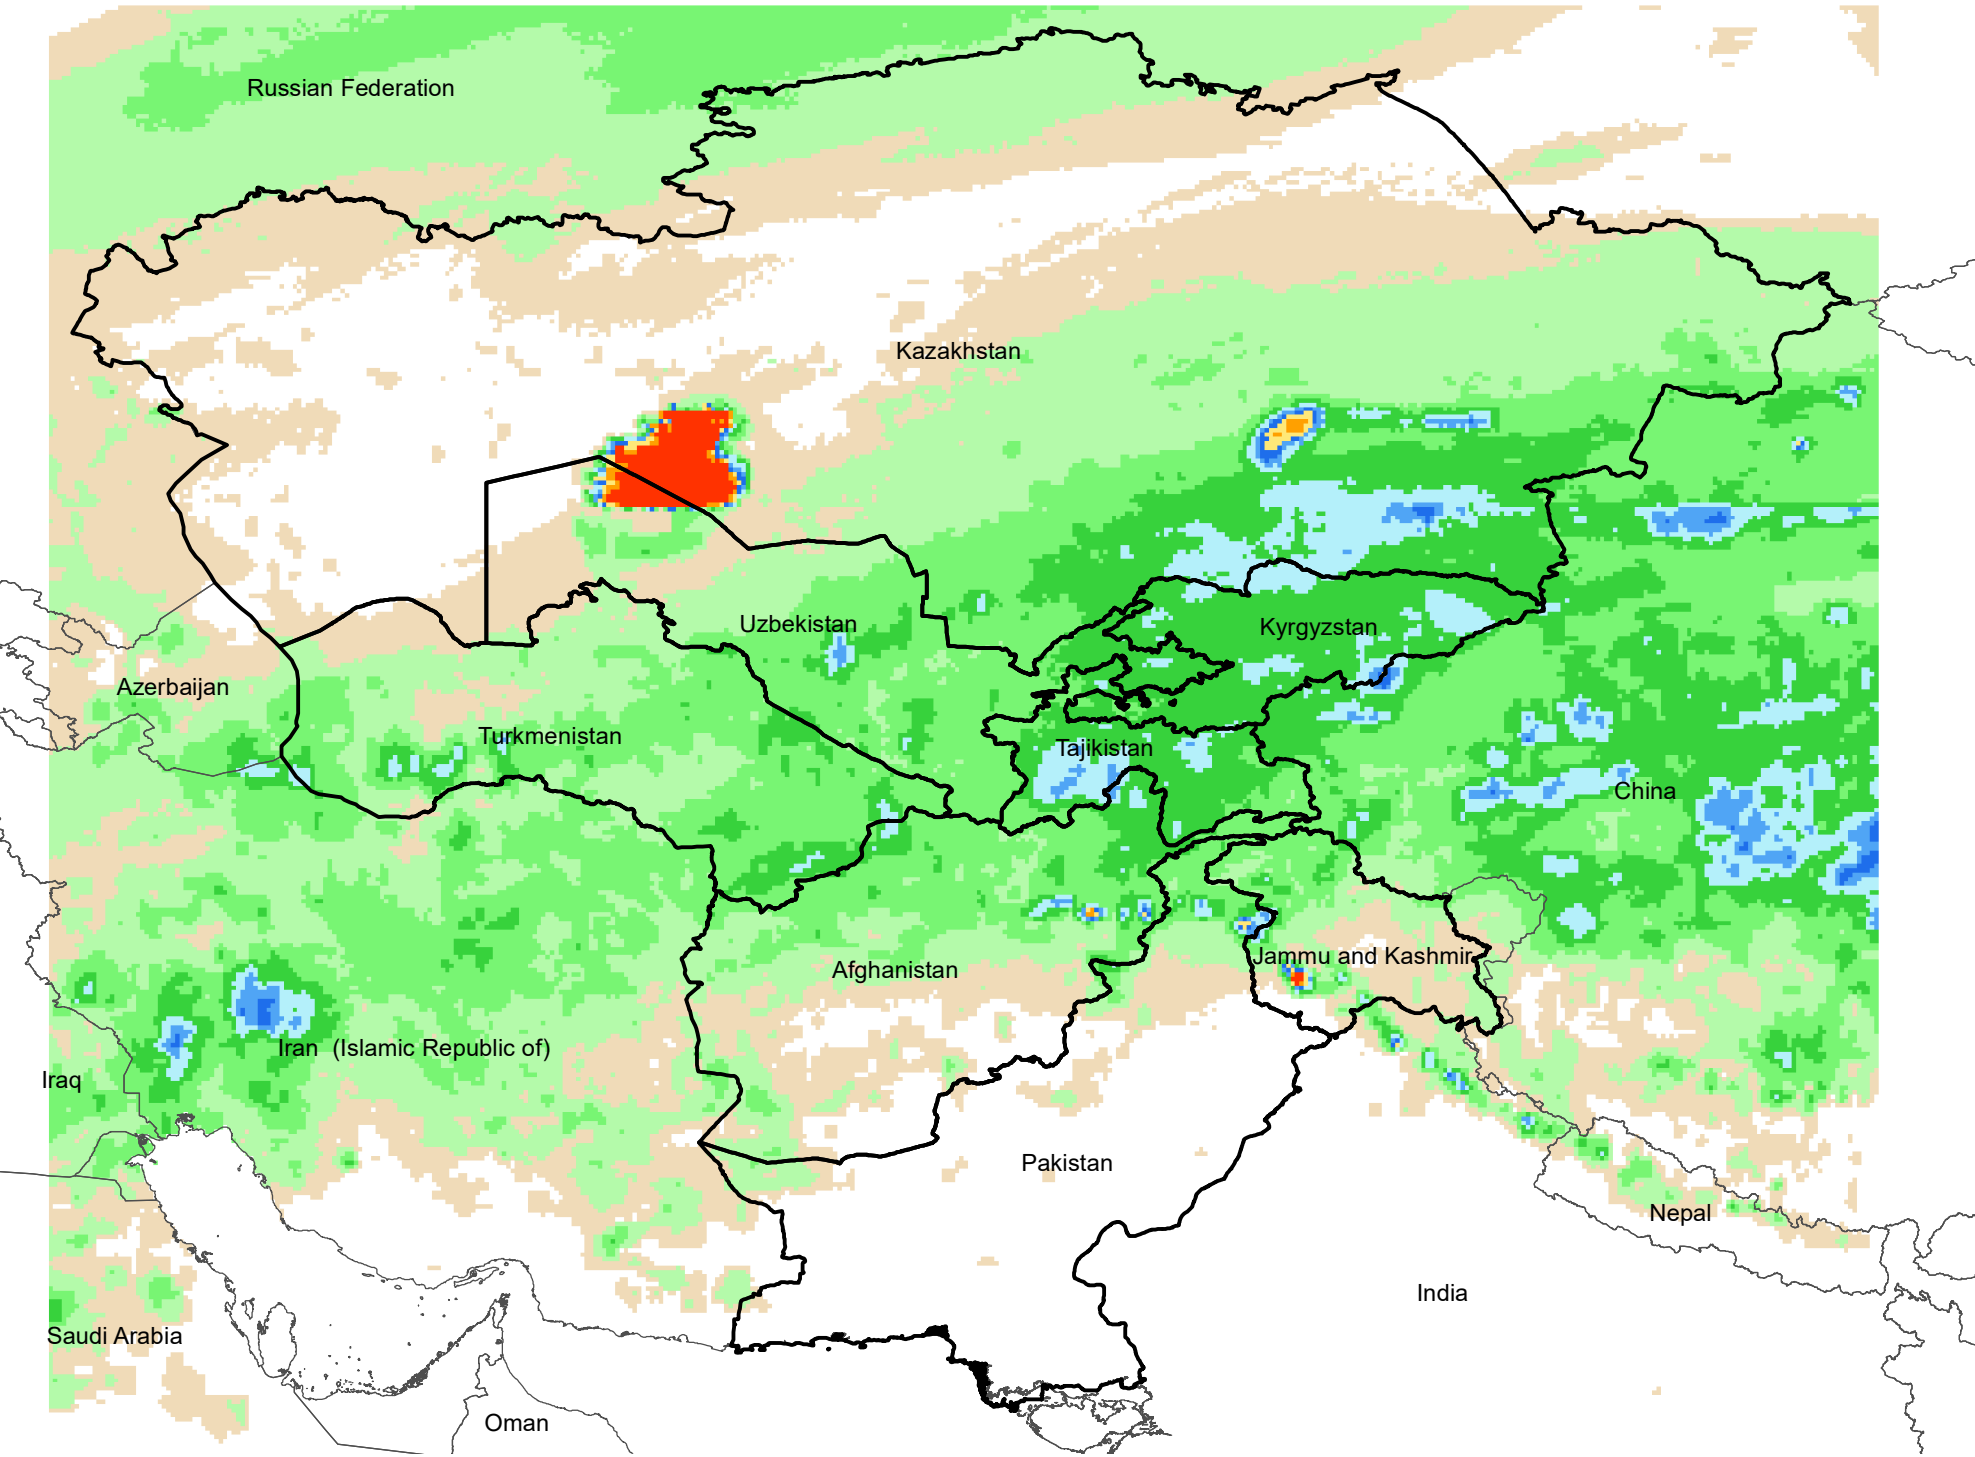 Russian Federation
Kazakhstan
Uzbekistan
Kyrgyzstan
Azerbaijan
Turkmenistan
Tajikistan
China
Jammu and Kashmir
Afghanistan
Iran  (Islamic Republic of)
Iraq
Pakistan
Nepal
India
Saudi Arabia
Oman